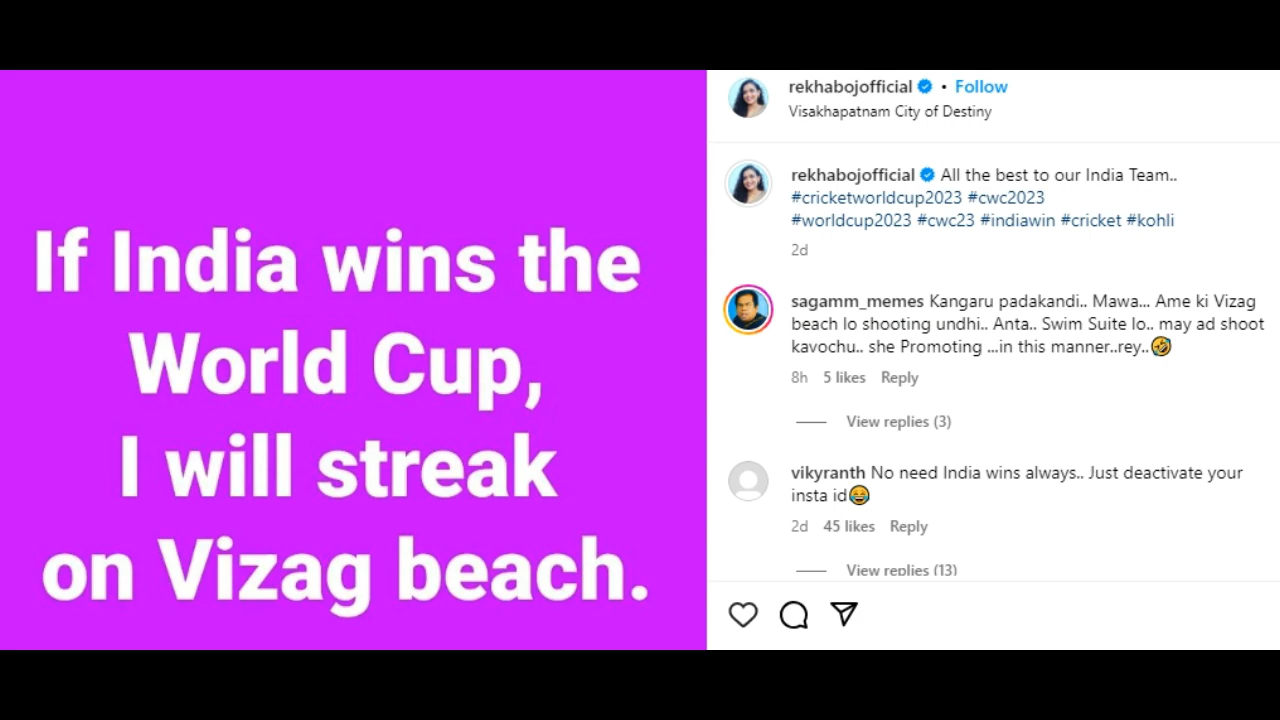 If India wins the
World Cup,
I will streak
on Vizag beach.
rekhabojofficial • Follow
Visakhapatnam City of Destiny
rekhabojofficial All the best to our India Team..
#cricketworldcup2023 #cwc2023
#worldcup2023 #cwc23 #indiawin #cricket #kohli
2d
sagamm_memes Kangaru padakandi.. Mawa... Ame ki Vizag
beach lo shooting undhi.. Anta.. Swim Suite lo.. may ad shoot
kavochu.. she Promoting ...in this manner..rey..🤣
8h 5 likes Reply
View replies (3)
vikyranth No need India wins always.. Just deactivate your
insta id😂
2d 45 likes Reply
View replies (13)